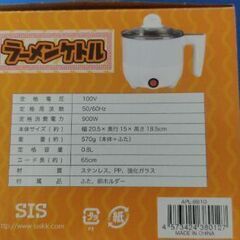 ラーメンケトル
定格電圧 100V
定格周波数 50/60Hz
定格消費電力 900W
本体サイズ(約) 幅20.5×奥行15×高さ18.5cm
重量(約) 570g(本体+ふた)
定格容量(約) 0.8L
コード長(約) 65cm
材質 ステンレス、PP、強化ガラス
付属品 ふた、卵ホルダー
SIS
APL-8810
MADE IN CHINA
4573424380127